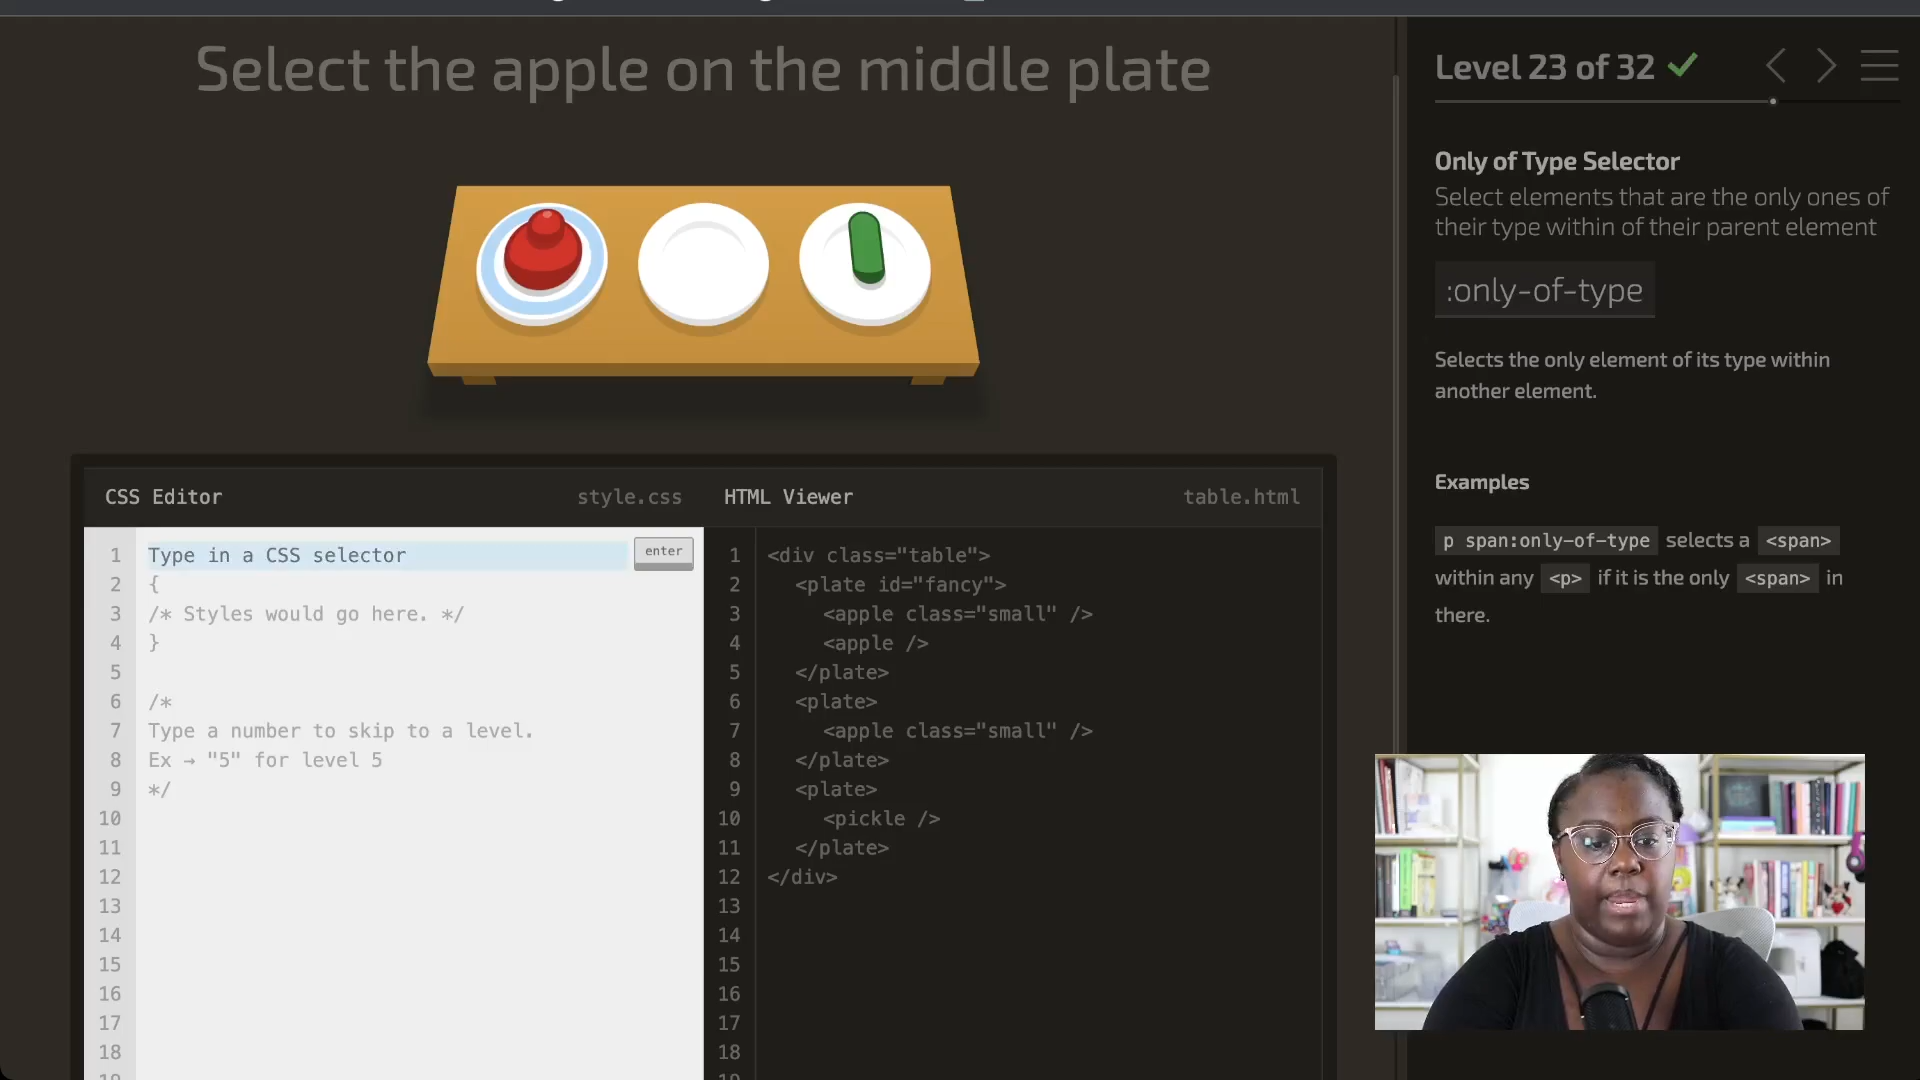 Select the apple on the middle plate
Level 23 of 32
Only of Type Selector
Select elements that are the only ones of
their type within of their parent element
:only-of-type
Selects the only element of its type within
another element.
Examples
p span:only-of-type selects a <span>
within any <p> if it is the only <span> in
there.
CSS Editor style.css
1 Type in a CSS selector enter
2 {
3 /* Styles would go here. */
4 }
5
6 /*
7 Type a number to skip to a level.
8 Ex → "5" for level 5
9 */
10
11
12
13
14
15
16
17
18
HTML Viewer table.html
1 <div class="table">
2 <plate id="fancy">
3 <apple class="small" />
4 <apple />
5 </plate>
6 <plate>
7 <apple class="small" />
8 </plate>
9 <plate>
10 <pickle />
11 </plate>
12 </div>
13
14
15
16
17
18